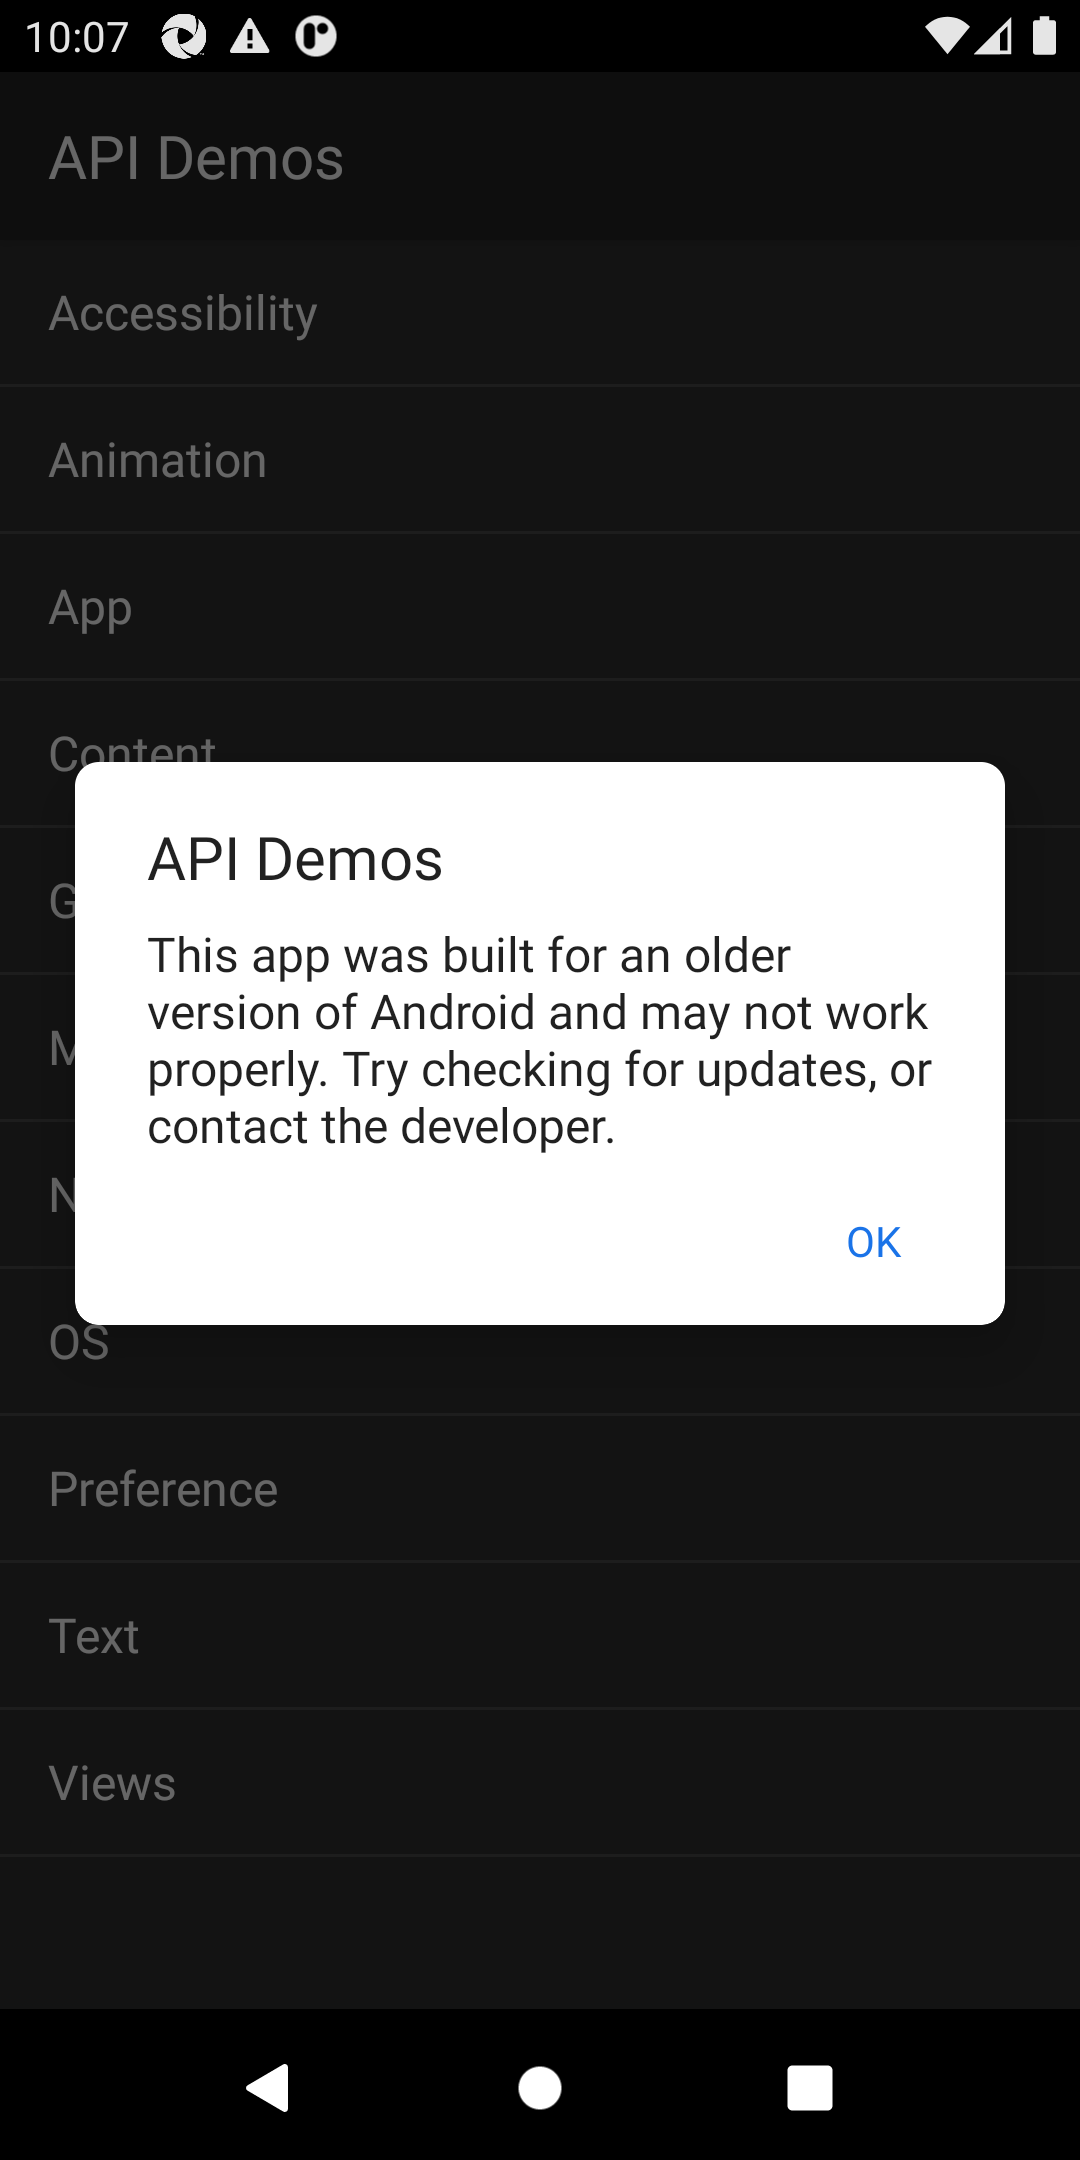 10:07
API Demos
Accessibility
Animation
App
Content
API Demos
This app was built for an older
version of Android and may not work
properly. Try checking for updates, or
contact the developer.
OK
OS
Preference
Text
Views